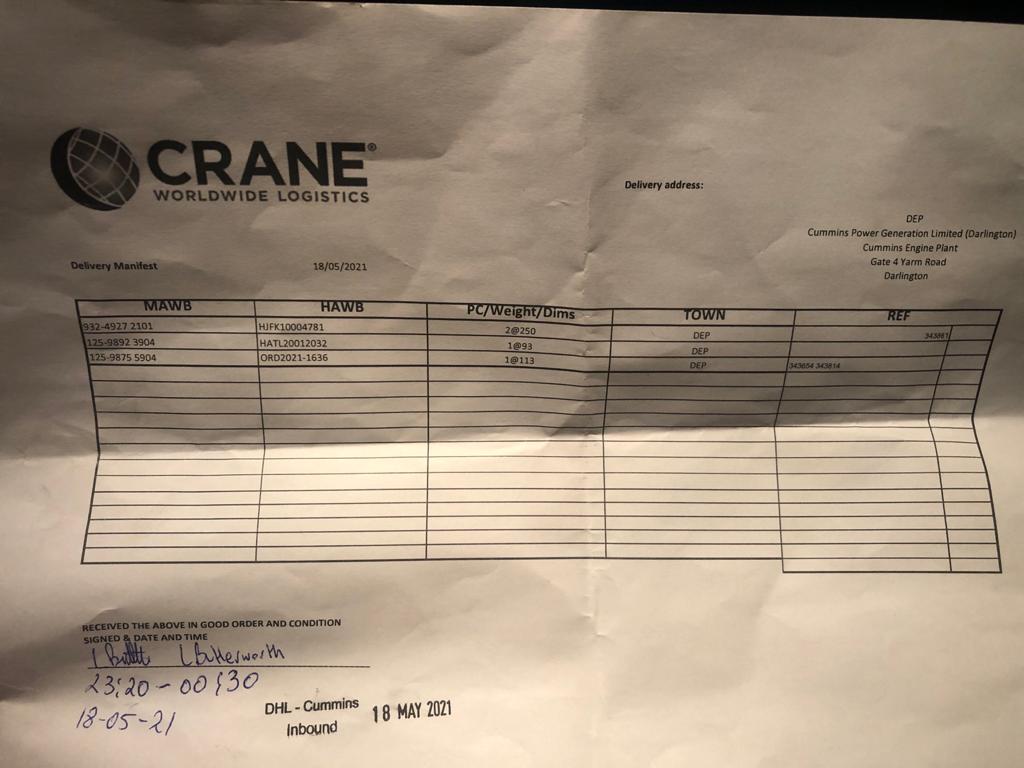 CRANE®
WORLDWIDE LOGISTICS
Delivery address:
DEP
Cummins Power Generation Limited (Darlington)
Cummins Engine Plant
Gate 4 Yarm Road
Darlington
Delivery Manifest 18/05/2021
MAWB HAWB PC/Weight/Dims TOWN REF
932-4927 2101 HJFK10004781 2@250 DEP 343861
125-9892 3904 HATL20012032 1@93 DEP
125-9875 5904 ORD2021-1636 1@113 DEP 343654 343814
RECEIVED THE ABOVE IN GOOD ORDER AND CONDITION
SIGNED & DATE AND TIME
L Butterworth
23:20 - 00:30
18-05-21
DHL - Cummins
Inbound
18 MAY 2021